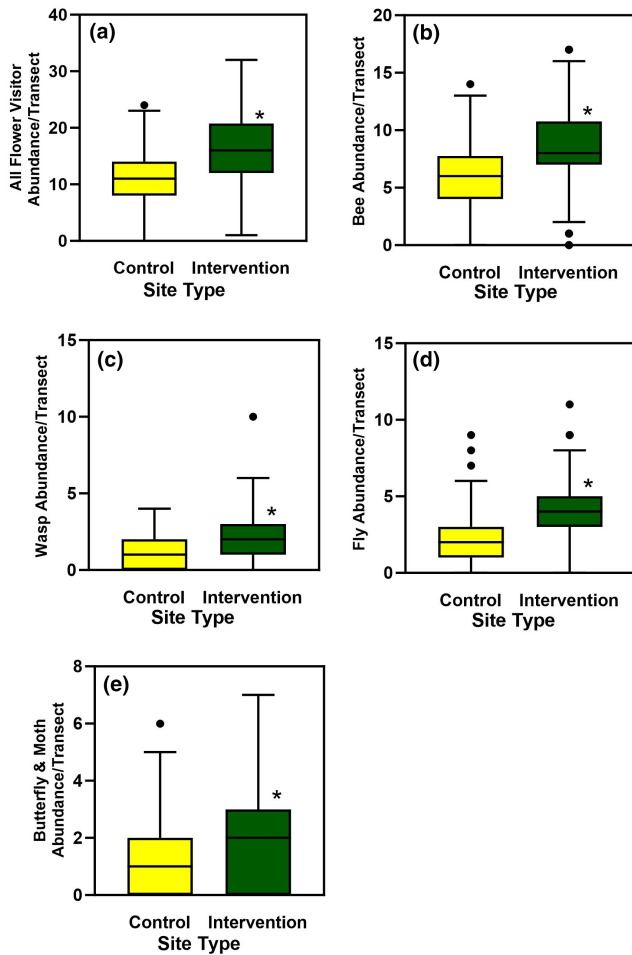 (a)
All Flower Visitor
Abundance/Transect
40
30
20
10
0
*
Control Intervention
Site Type
(b)
Bee Abundance/Transect
20
15
10
5
0
*
Control Intervention
Site Type
(c)
Wasp Abundance/Transect
15
10
5
0
*
Control Intervention
Site Type
(d)
Fly Abundance/Transect
15
10
5
0
*
Control Intervention
Site Type
(e)
Butterfly & Moth
Abundance/Transect
8
6
4
2
0
*
Control Intervention
Site Type